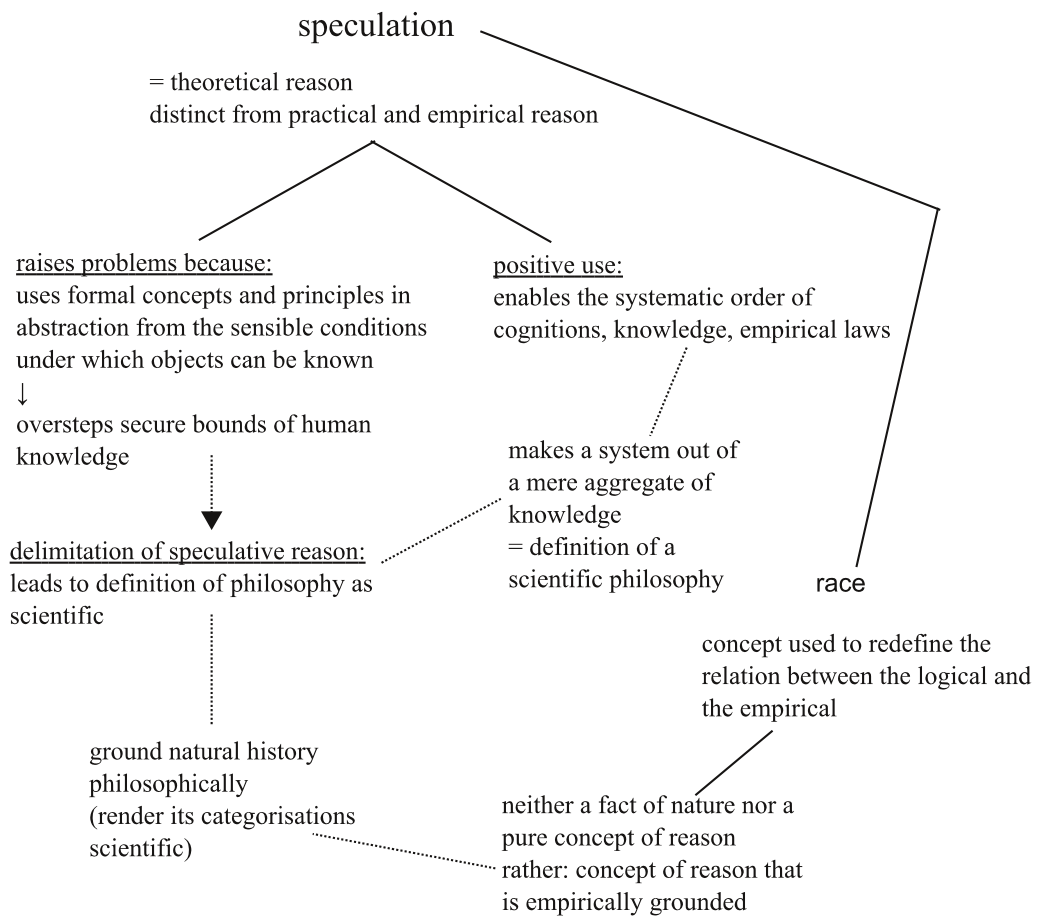 speculation
= theoretical reason
distinct from practical and empirical reason
raises problems because:
uses formal concepts and principles in
abstraction from the sensible conditions
under which objects can be known
↓
oversteps secure bounds of human
knowledge
positive use:
enables the systematic order of
cognitions, knowledge, empirical laws
makes a system out of
a mere aggregate of
knowledge
= definition of a
scientific philosophy
delimitation of speculative reason:
leads to definition of philosophy as
scientific
race
concept used to redefine the
relation between the logical and
the empirical
ground natural history
philosophically
(render its categorisations
scientific)
neither a fact of nature nor a
pure concept of reason
rather: concept of reason that
is empirically grounded